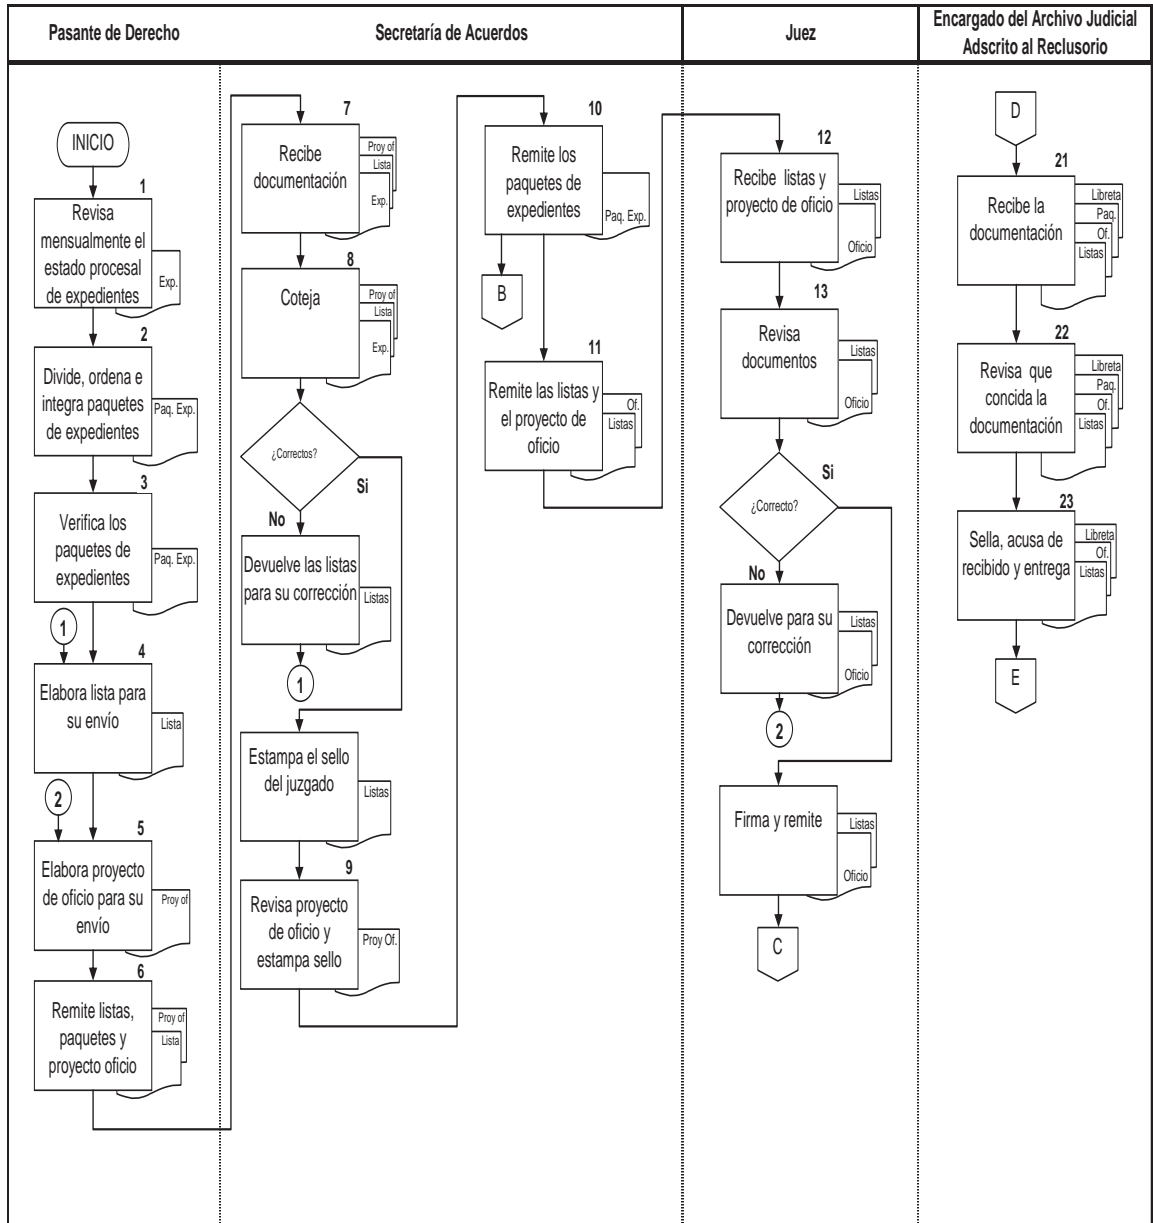 Pasante de Derecho
Secretaría de Acuerdos
Juez
Encargado del Archivo Judicial
Adscrito al Reclusorio
INICIO
1
Revisa
mensualmente el
estado procesal
de expedientes
Exp.
2
Divide, ordena e
integra paquetes
de expedientes
Paq. Exp.
3
Verifica los
paquetes de
expedientes
Paq. Exp.
1
4
Elabora lista para
su envío
Lista
2
5
Elabora proyecto
de oficio para su
envío
Proy of
6
Remite listas,
paquetes y
proyecto oficio
Proy of
Lista
7
Recibe
documentación
Proy of
Lista
Exp.
8
Coteja
Proy of
Lista
Exp.
¿Correctos?
Si
No
Devuelve las listas
para su corrección
Listas
1
Estampa el sello
del juzgado
Listas
9
Revisa proyecto
de oficio y
estampa sello
Proy Of.
10
Remite los
paquetes de
expedientes
Paq. Exp.
B
11
Remite las listas y
el proyecto de
oficio
Of.
Listas
12
Recibe listas y
proyecto de oficio
Listas
Oficio
13
Revisa
documentos
Listas
Oficio
Si
¿Correcto?
No
Devuelve para su
corrección
Listas
Oficio
2
Firma y remite
Listas
Oficio
C
D
21
Recibe la
documentación
Libreta
Paq.
Of.
Listas
22
Revisa que
concida la
documentación
Libreta
Paq.
Of.
Listas
23
Sella, acusa de
recibido y entrega
Libreta
Of.
Listas
E